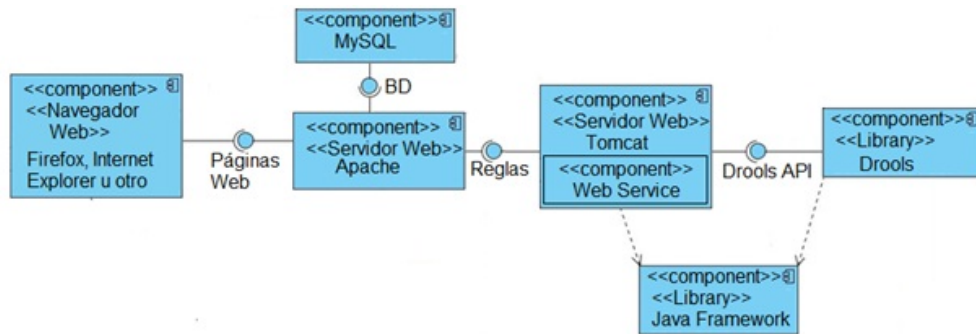 <<component>>
MySQL
BD
<<component>>
<<Navegador
Web>>
Firefox, Internet
Explorer u otro
Páginas
Web
<<component>>
<<Servidor Web>>
Apache
Reglas
<<component>>
<<Servidor Web>>
Tomcat
<<component>>
Web Service
Drools API
<<component>>
<<Library>>
Drools
<<component>>
<<Library>>
Java Framework